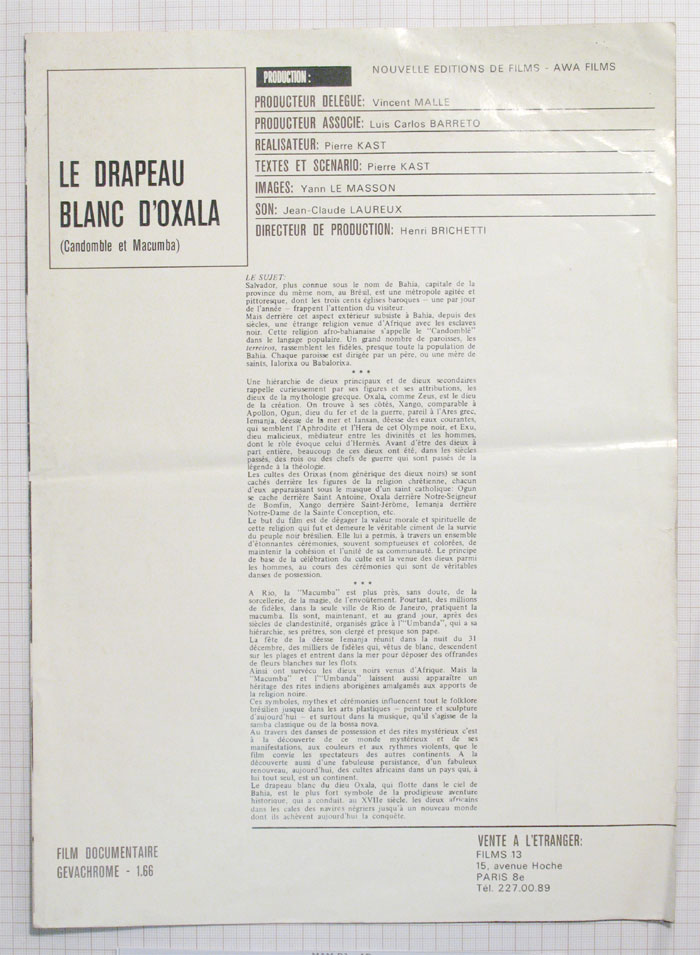 LE DRAPEAU
BLANC D'OXALA
(Candomble et Macumba)
PRODUCTION :
NOUVELLE EDITIONS DE FILMS - AWA FILMS
PRODUCTEUR DELEGUE: Vincent MALLE
PRODUCTEUR ASSOCIE: Luis Carlos BARRETO
REALISATEUR: Pierre KAST
TEXTES ET SCENARIO: Pierre KAST
IMAGES: Yann LE MASSON
SON: Jean-Claude LAUREUX
DIRECTEUR DE PRODUCTION: Henri BRICHETTI
LE SUJET:
Salvador, plus connue sous le nom de Bahia, capitale de la
province du même nom, au Brésil, est une métropole agitée et
pittoresque, dont les trois cents églises baroques — une par jour
de l'année — frappent l'attention du visiteur.
Mais derrière cet aspect extérieur subsiste à Bahia, depuis des
siècles, une étrange religion venue d'Afrique avec les esclaves
noir. Cette religion afro-bahianaise s'appelle le "Candomblé"
dans le langage populaire. Un grand nombre de paroisses, les
terreiros, rassemblent les fidèles, presque toute la population de
Bahia. Chaque paroisse est dirigée par un père, ou une mère de
saints, Ialorixa ou Babalorixa.
* * *
Une hiérarchie de dieux principaux et de dieux secondaires
rappelle curieusement par ses figures et ses attributions, les
dieux de la mythologie grecque. Oxala, comme Zeus, est le dieu
de la création. On trouve à ses côtés, Xango, comparable à
Apollon, Ogun, dieu du fer et de la guerre, pareil à l'Ares grec,
Iemanja, déesse de la mer et Iansan, déesse des eaux courantes,
qui semblent l'Aphrodite et l'Hera de cet Olympe noir, et Exu,
dieu malicieux, médiateur entre les divinités et les hommes,
dont le rôle évoque celui d'Hermès. Avant d'être des dieux à
part entière, beaucoup de ces dieux ont été, dans les siècles
passés, des rois ou des chefs de guerre qui sont passés de la
légende à la théologie.
Les cultes des Orixas (nom générique des dieux noirs) se sont
cachés derrière les figures de la religion chrétienne, chacun
d'eux apparaissant sous le masque d'un saint catholique: Ogun
se cache derrière Saint Antoine, Oxala derrière Notre-Seigneur
de Bomfin, Xango derrière Saint-Jérôme, Iemanja derrière
Notre-Dame de la Sainte Conception, etc.
Le but du film est de dégager la valeur morale et spirituelle de
cette religion qui fut et demeure le véritable ciment de la survie
du peuple noir brésilien. Elle lui a permis, à travers un ensemble
d'étonnantes cérémonies, souvent somptueuses et colorées, de
maintenir la cohésion et l'unité de sa communauté. Le principe
de base de la célébration du culte est la venue des dieux parmi
les hommes, au cours des cérémonies qui sont de véritables
danses de possession.
* * *
A Rio, la "Macumba" est plus près, sans doute, de la
sorcellerie, de la magie, de l'envoûtement. Pourtant, des millions
de fidèles, dans la seule ville de Rio de Janeiro, pratiquent la
macumba. Ils sont, maintenant, et au grand jour, après des
siècles de clandestinité, organisés grâce à l'"Umbanda", qui a sa
hiérarchie, ses prêtres, son clergé et presque son pape.
La fête de la déesse Iemanja réunit dans la nuit du 31
décembre, des milliers de fidèles qui, vêtus de blanc, descendent
sur les plages et entrent dans la mer pour déposer des offrandes
de fleurs blanches sur les flots.
Ainsi ont survécu les dieux noirs venus d'Afrique. Mais la
"Macumba" et l'"Umbanda" laissent aussi apparaître un
héritage des rites indiens aborigènes amalgamés aux apports de
la religion noire.
Ces symboles, mythes et cérémonies influencent tout le folklore
brésilien jusque dans les arts plastiques — peinture et sculpture
d'aujourd'hui — et surtout dans la musique, qu'il s'agisse de la
samba classique ou de la bossa nova.
Au travers des danses de possession et des rites mystérieux c'est
à la découverte de ce monde mystérieux et de ses
manifestations, aux couleurs et aux rythmes violents, que le
film convie les spectateurs des autres continents. A la
découverte aussi d'une fabuleuse persistance, d'un fabuleux
renouveau, aujourd'hui, des cultes africains dans un pays qui, à
lui tout seul, est un continent.
Le drapeau blanc du dieu Oxala, qui flotte dans le ciel de
Bahia, est le plus fort symbole de la prodigieuse aventure
historique, qui a conduit, au XVIIe siècle, les dieux africains
dans les cales des navires négriers jusqu'à un nouveau monde
dont ils achèvent aujourd'hui la conquête.
FILM DOCUMENTAIRE
GEVACHROME - 1.66
VENTE A L'ETRANGER:
FILMS 13
15, avenue Hoche
PARIS 8e
Tél. 227.00.89